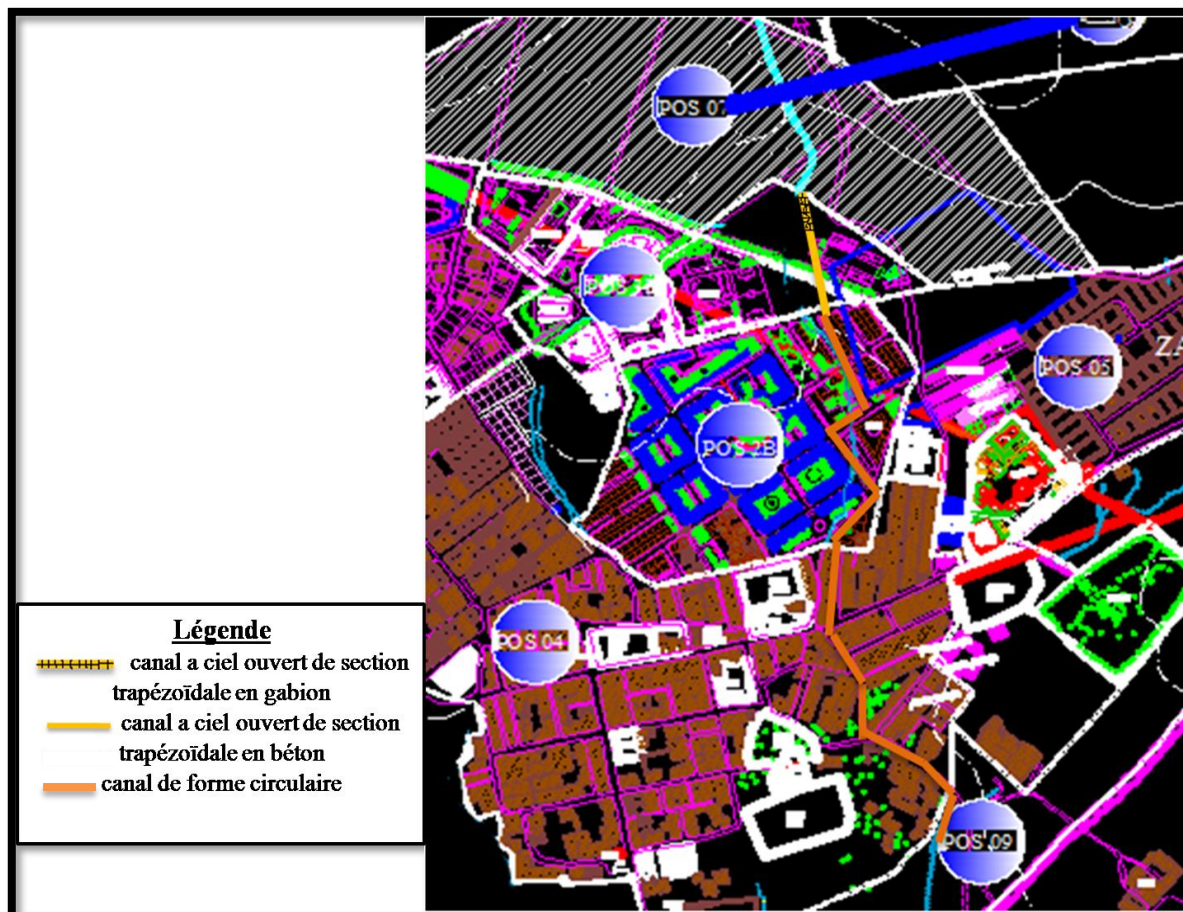 POS 07
POS 05
ZA
POS 2B
POS 04
POS 09
Légende
canal a ciel ouvert de section
trapézoïdale en gabion
canal a ciel ouvert de section
trapézoïdale en béton
canal de forme circulaire